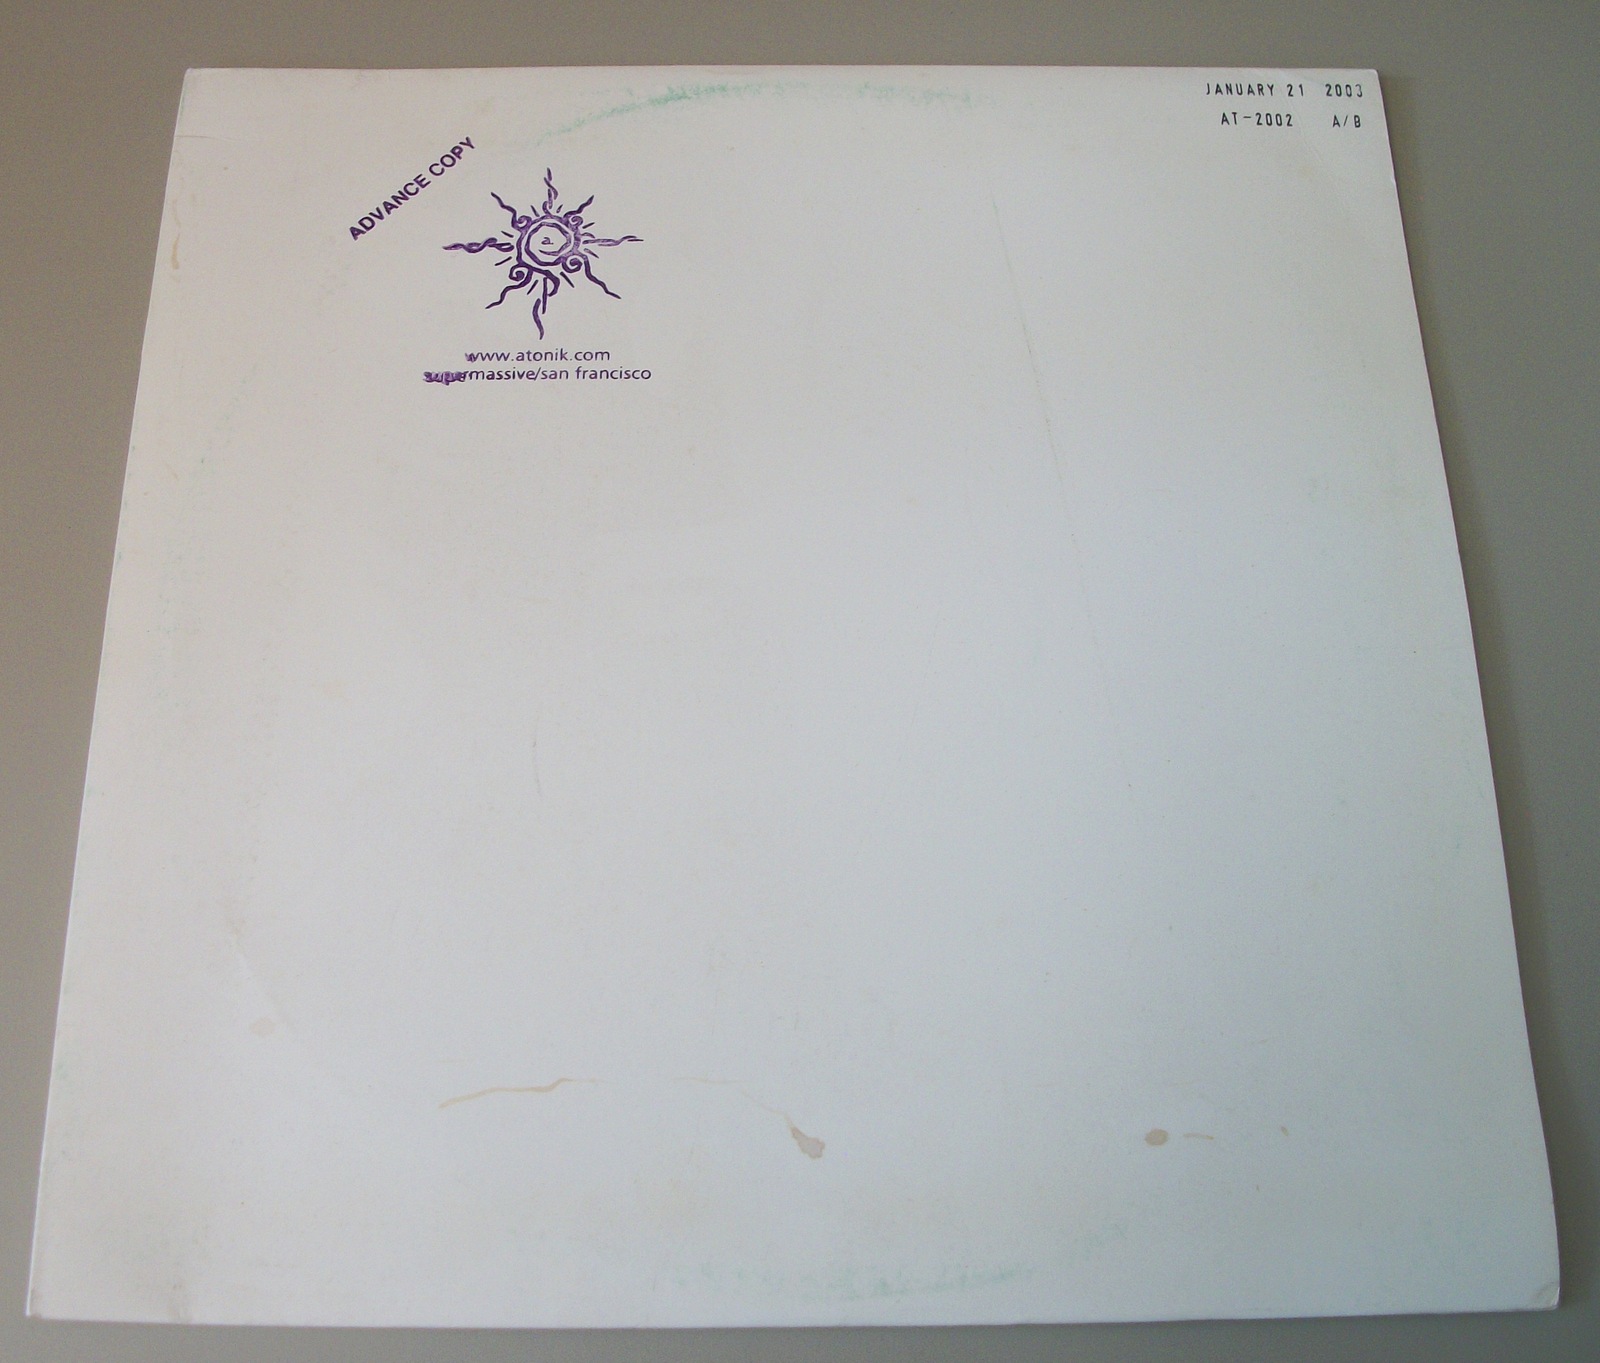 JANUARY 21 2003
AT-2002 A/B
ADVANCE COPY
a
www.atonik.com
supermassive/san francisco